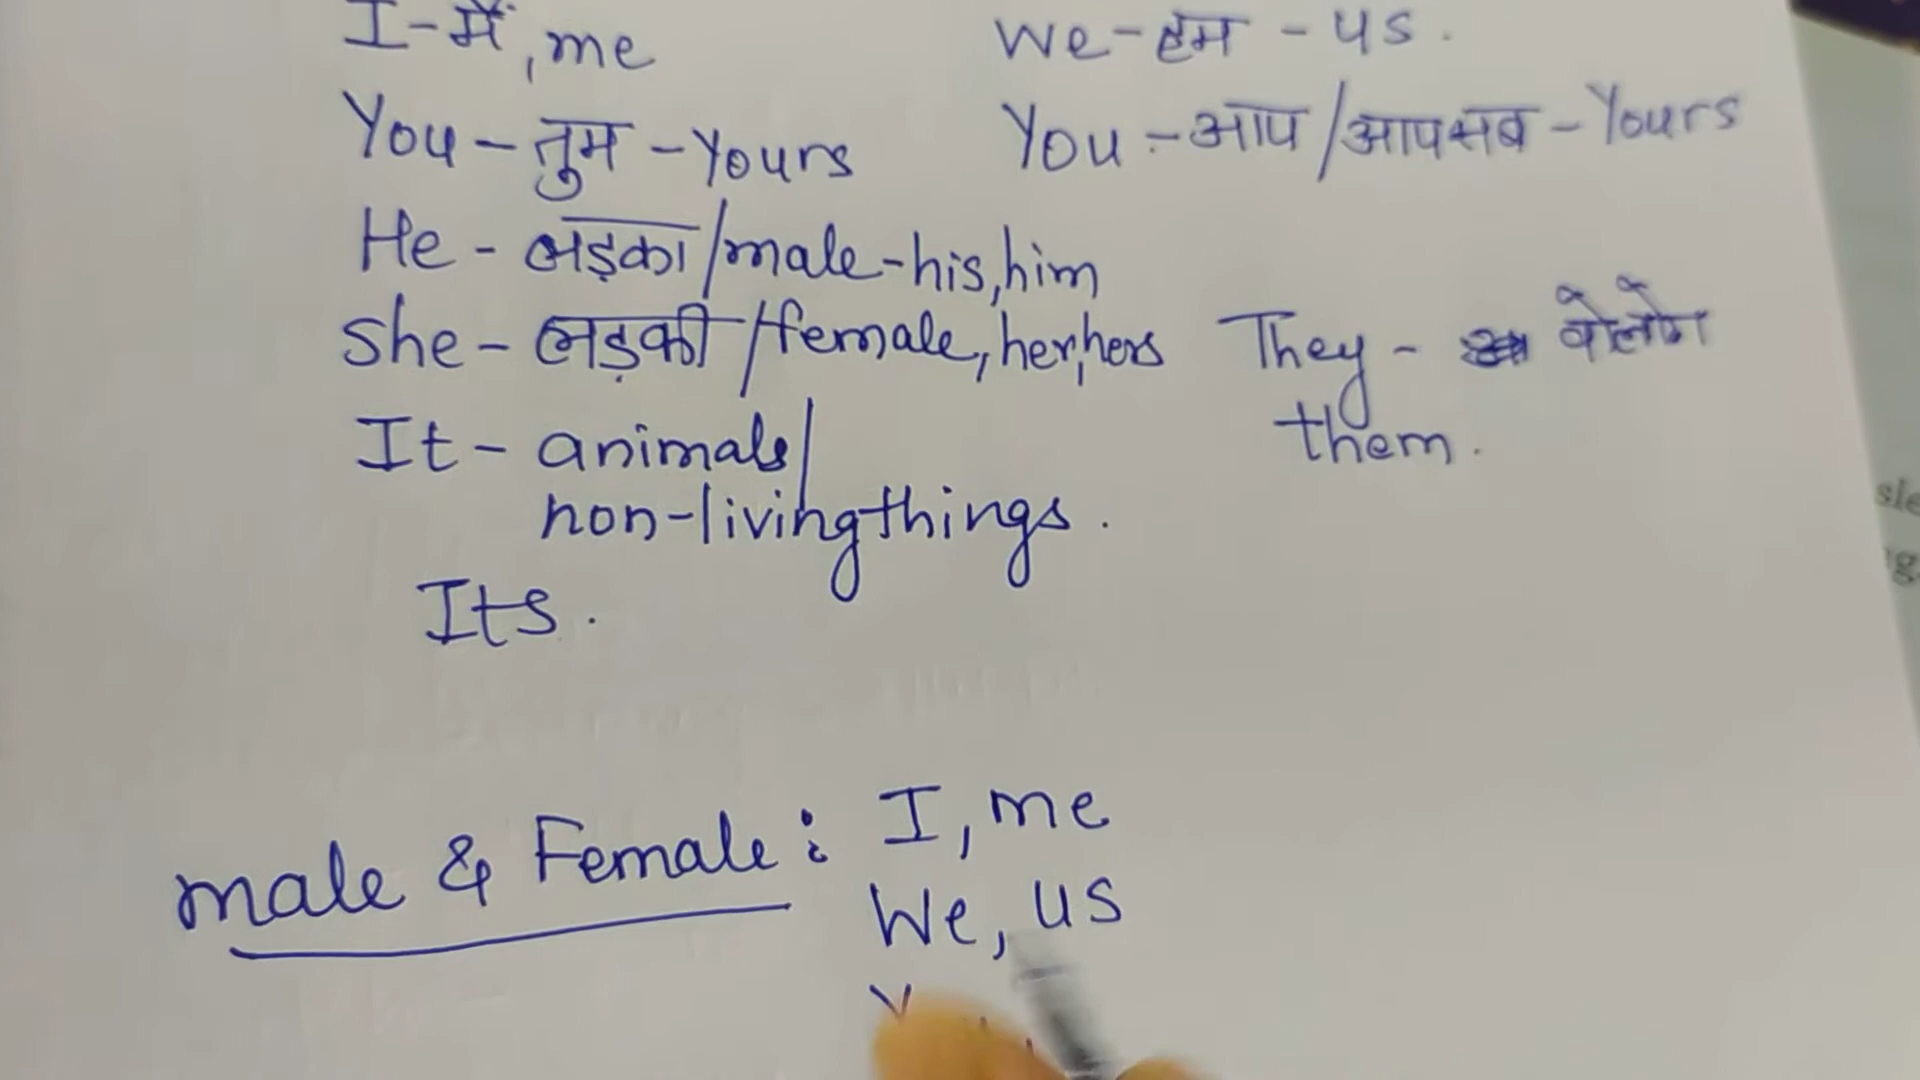 I-मैं, me
We-हम - us.
You - तुम - Yours
You - आप/आपसब - Yours
He - लड़का/male-his, him
She - लड़की/female, her, hers
They - वोलोग
them.
It - animals/
non-living things.
Its.
male & Female: I, me
We, us